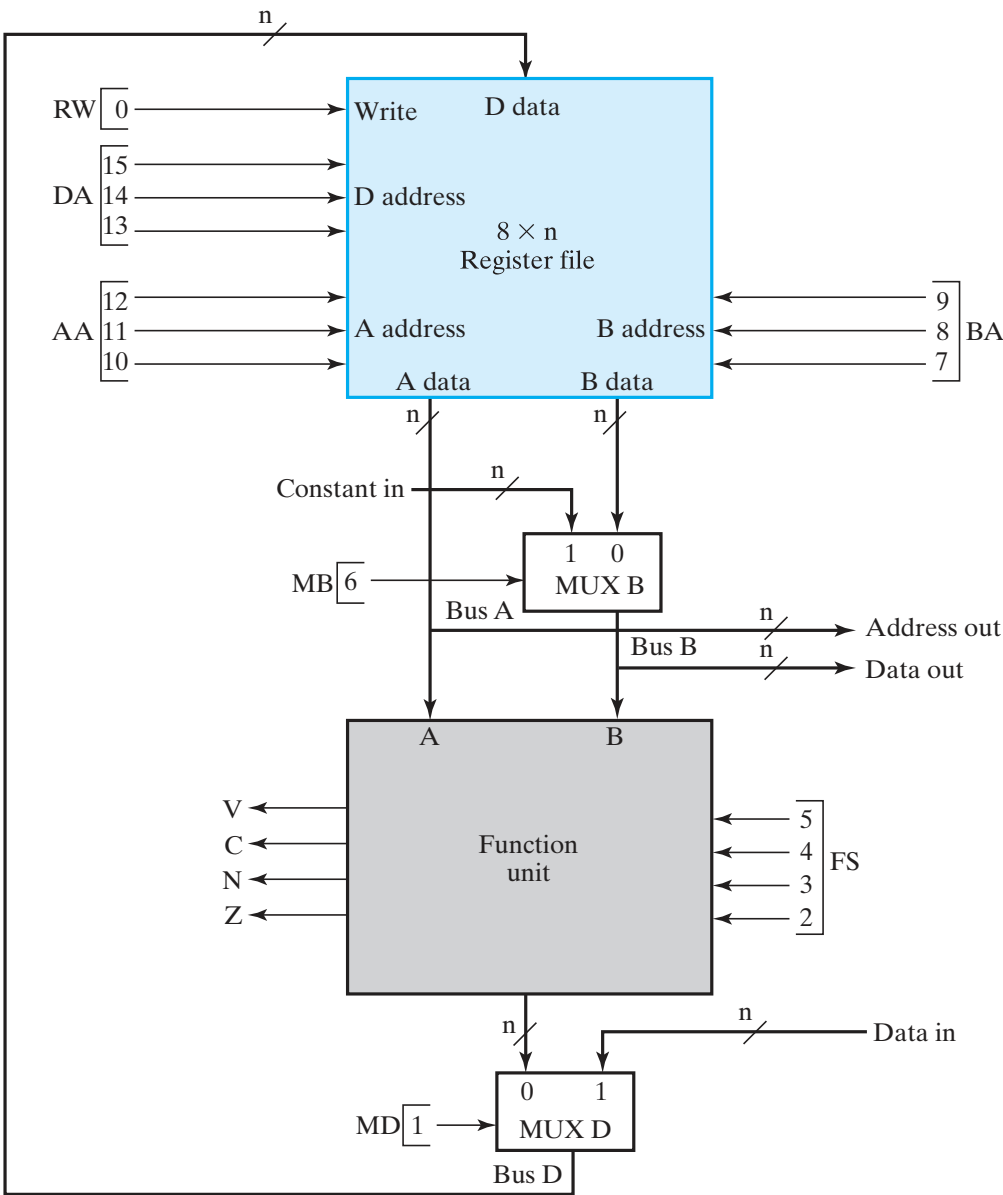 n
RW 0 Write D data
15
DA 14 D address
13
8 × n
Register file
12
AA 11 A address
10
B address 9
8 BA
7
A data B data
n n
Constant in n
1 0
MUX B
MB 6
Bus A
n Address out
Bus B
n Data out
A B
V
C
N
Z
Function
unit
5
4
3
2
FS
n
n Data in
0 1
MUX D
MD 1
Bus D